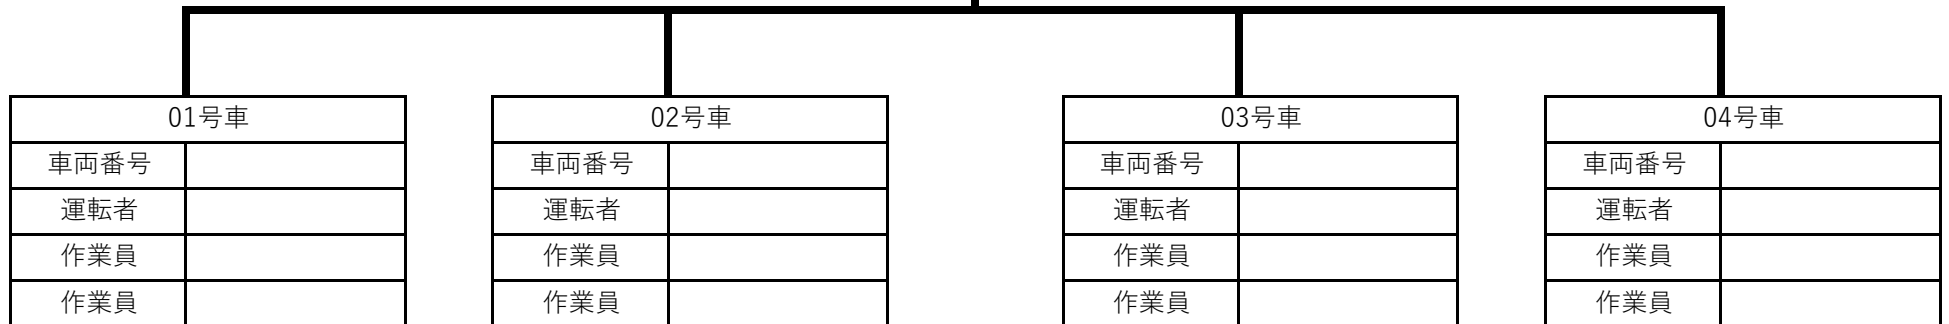 01号車
車両番号
運転者
作業員
作業員
02号車
車両番号
運転者
作業員
作業員
03号車
車両番号
運転者
作業員
作業員
04号車
車両番号
運転者
作業員
作業員